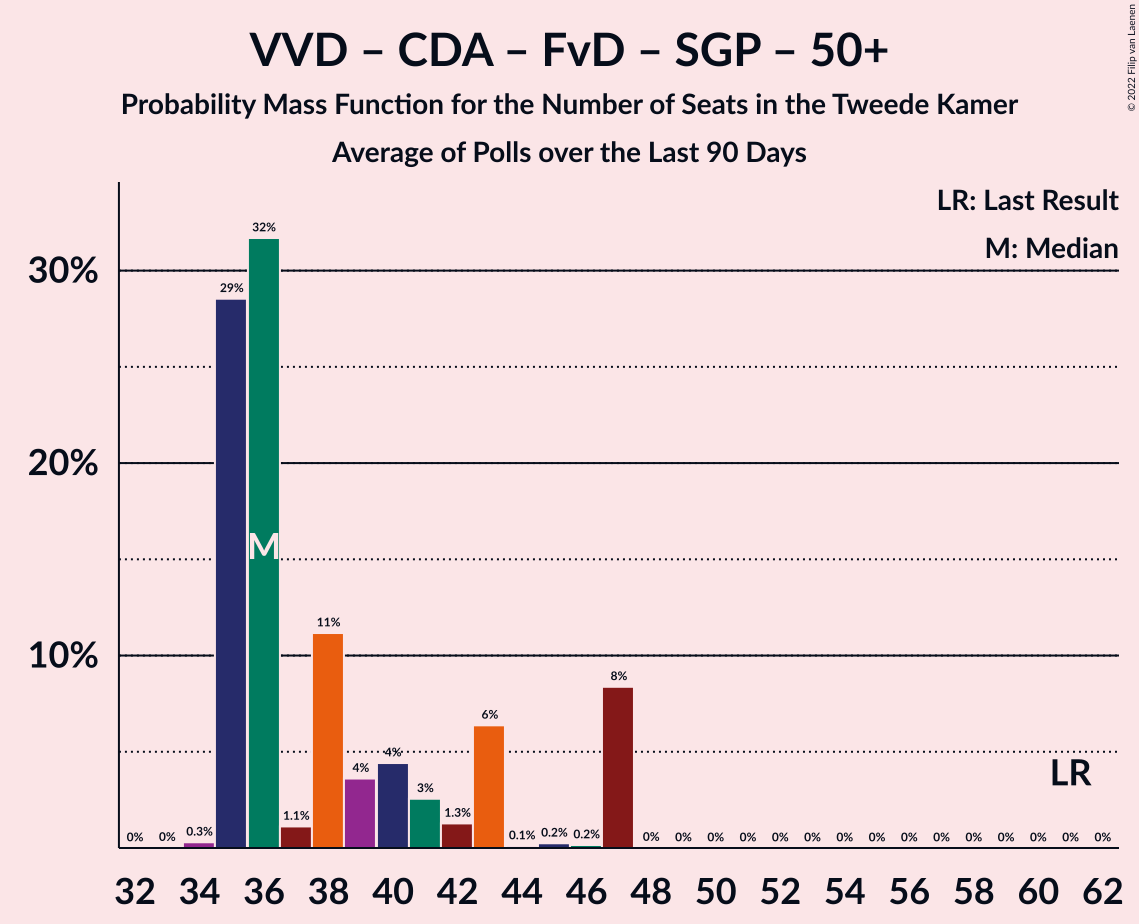 VVD – CDA – FvD – SGP – 50+
Probability Mass Function for the Number of Seats in the Tweede Kamer
Average of Polls over the Last 90 Days
© 2022 Filip van Laenen
LR: Last Result
M: Median
30%
20%
10%
0% 0% 0.3% 29% 32% 1.1% 11% 4% 4% 3% 1.3% 6% 0.1% 0.2% 0.2% 8% 0% 0% 0% 0% 0% 0% 0% 0% 0% 0% 0% 0% 0% 0% 0%
M
LR
32 34 36 38 40 42 44 46 48 50 52 54 56 58 60 62